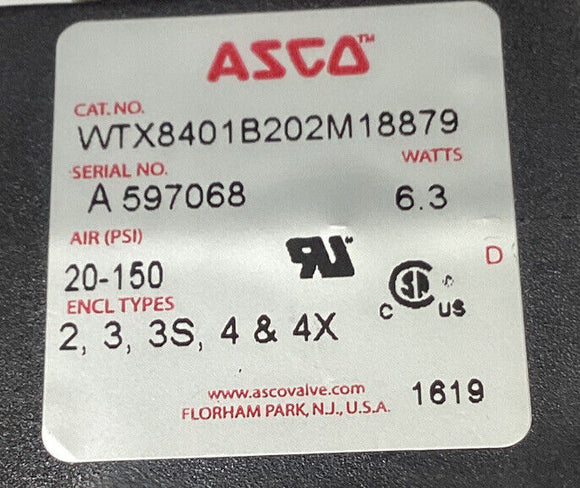 ASCO™
CAT.NO.
WTX8401B202M18879
WATTS
SERIAL NO.
A 597068
6.3
AIR (PSI)
20-150
D
ENCL TYPES
2, 3, 3S, 4 & 4X
C US
www.ascovalve.com
1619
FLORHAM PARK, N.J., U.S.A.